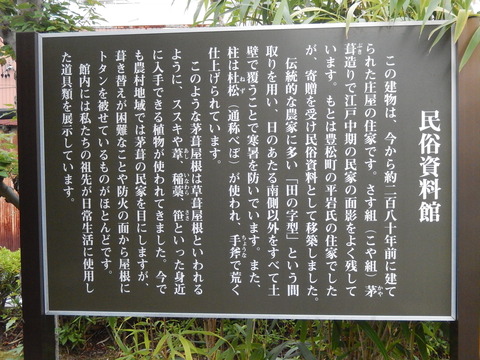 民俗資料館
この建物は、今から約二百八十年前に建て
られた庄屋の住家です。さす組（こや組）茅
葺造りで江戸中期の民家の面影をよく残して
います。もとは豊松町の平岩氏の住家でした
が、寄贈を受け民俗資料として移築しました。
伝統的な農家に多い「田の字型」という間
取りを用い、日のあたる南側以外をすべて土
壁で覆うことで寒暑を防いでいます。また、
柱は杜松（通称べぼ）が使われ、手斧で荒く
仕上げられています。
このような茅葺屋根は草葺屋根といわれる
ように、ススキや葦、稲藁、笹といった身近
に入手できる植物が使われてきました。今で
も農村地域では茅葺の民家を目にしますが、
葺き替えが困難なことや防火の面から屋根に
トタンを被せているものがほとんどです。
館内には私たちの祖先が日常生活に使用し
た道具類を展示しています。